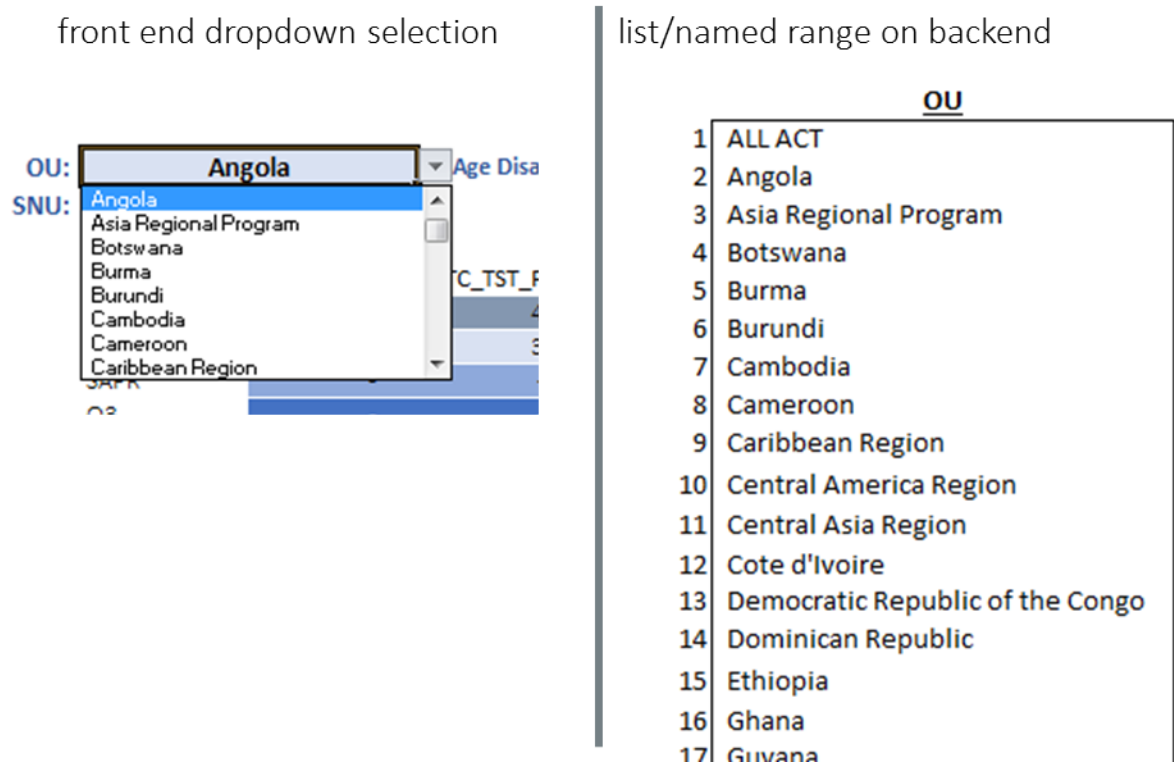 front end dropdown selection
OU: Angola Age Disa
SNU:
Angola
Asia Regional Program
Botswana
Burma
Burundi
Cambodia
Cameroon
Caribbean Region
TC_TST_
list/named range on backend
OU
1 ALL ACT
2 Angola
3 Asia Regional Program
4 Botswana
5 Burma
6 Burundi
7 Cambodia
8 Cameroon
9 Caribbean Region
10 Central America Region
11 Central Asia Region
12 Cote d'Ivoire
13 Democratic Republic of the Congo
14 Dominican Republic
15 Ethiopia
16 Ghana
17 Guyana